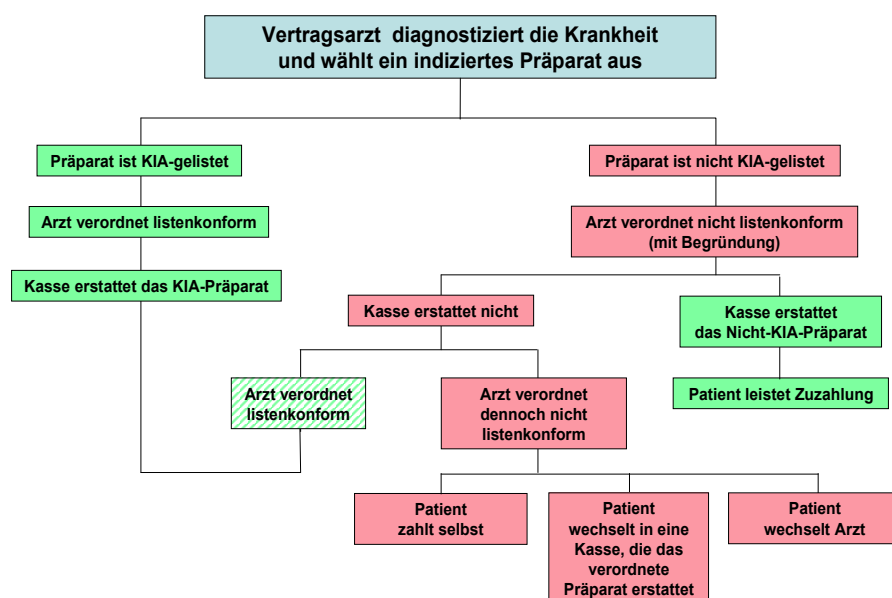 Vertragsarzt diagnostiziert die Krankheit
und wählt ein indiziertes Präparat aus
Präparat ist KIA-gelistet
Präparat ist nicht KIA-gelistet
Arzt verordnet listenkonform
Arzt verordnet nicht listenkonform
(mit Begründung)
Kasse erstattet das KIA-Präparat
Kasse erstattet nicht
Kasse erstattet
das Nicht-KIA-Präparat
Arzt verordnet
listenkonform
Arzt verordnet
dennoch nicht
listenkonform
Patient leistet Zuzahlung
Patient
zahlt selbst
Patient
wechselt in eine
Kasse, die das
verordnete
Präparat erstattet
Patient
wechselt Arzt